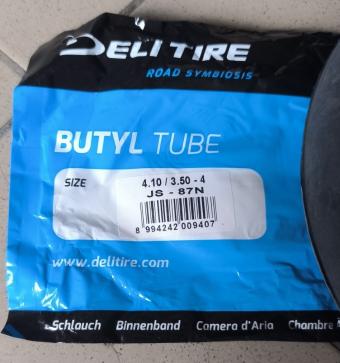 DELITIRE
ROAD SYMBIOSIS
BUTYL TUBE
SIZE
4.10 / 3.50 - 4
JS - 87N
8 994242 009407
www.delitire.com
Schlauch Binnenband Camera d'Aria Chambre